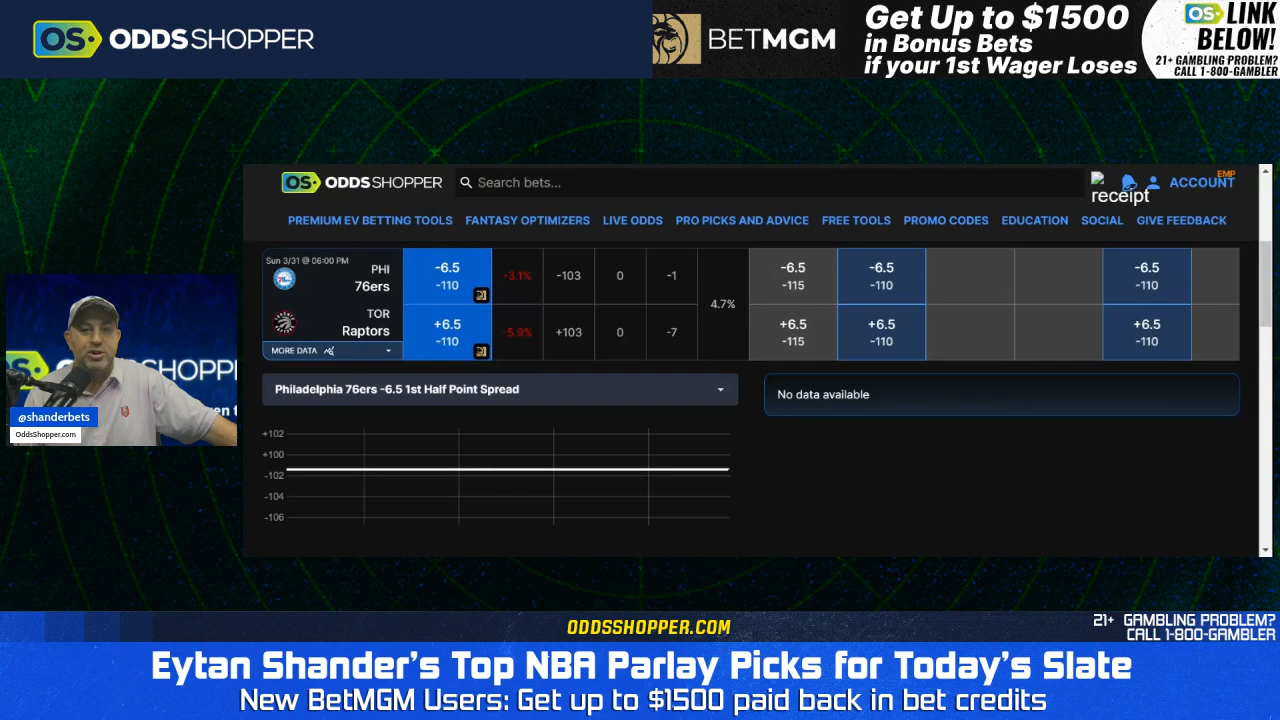 OS ODDSSHOPPER
BETMGM
Get Up to $1500
in Bonus Bets
if your 1st Wager Loses
OS LINK
BELOW!
21+ GAMBLING PROBLEM?
CALL 1-800-GAMBLER
OS ODDSSHOPPER
Search bets...
receipt
EMP
ACCOUNT
PREMIUM EV BETTING TOOLS FANTASY OPTIMIZERS LIVE ODDS PRO PICKS AND ADVICE FREE TOOLS PROMO CODES EDUCATION SOCIAL GIVE FEEDBACK
Sun 3/31 @ 06:00 PM
PHI
76ers
-6.5
-110
-3.1%
-103
0
-1
4.7%
-6.5
-115
-6.5
-110
-6.5
-110
TOR
Raptors
+6.5
-110
-5.9%
+103
0
-7
+6.5
-115
+6.5
-110
+6.5
-110
MORE DATA
Philadelphia 76ers -6.5 1st Half Point Spread
No data available
+102
+100
-102
-104
-106
@shanderbets
OddsShopper.com
ODDSSHOPPER.COM
21+ GAMBLING PROBLEM?
CALL 1-800-GAMBLER
Eytan Shander's Top NBA Parlay Picks for Today's Slate
New BetMGM Users: Get up to $1500 paid back in bet credits